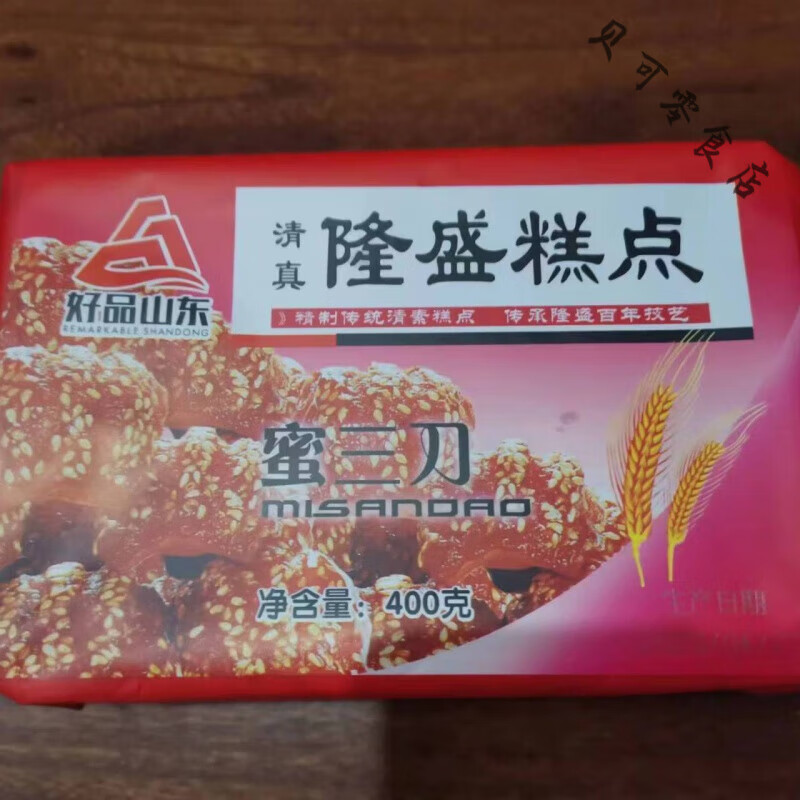 贝可零食店
好品山东
REMARKABLE SHANDONG
清真
隆盛糕点
》精制传统清素糕点 传承隆盛百年技艺
蜜三刀
MISANDAO
净含量：400克
生产日期